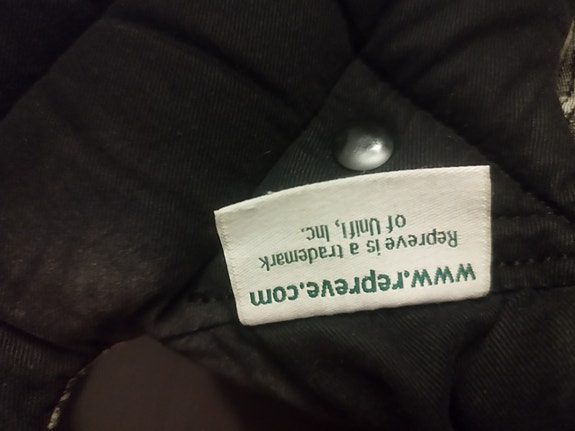 www.repreve.com
Repreve is a trademark
of Unifi, Inc.